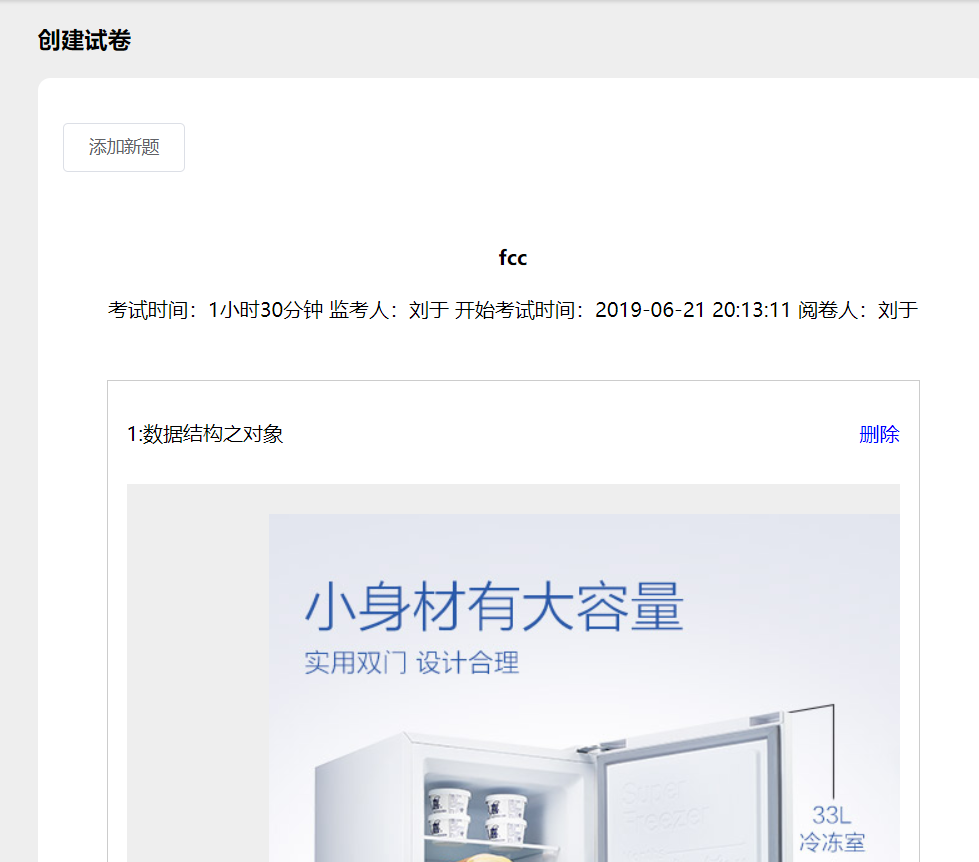 创建试卷
添加新题
fcc
考试时间：1小时30分钟 监考人：刘于 开始考试时间：2019-06-21 20:13:11 阅卷人：刘于
1:数据结构之对象 删除
小身材有大容量
实用双门 设计合理
Super
Freeze
33L
冷冻室